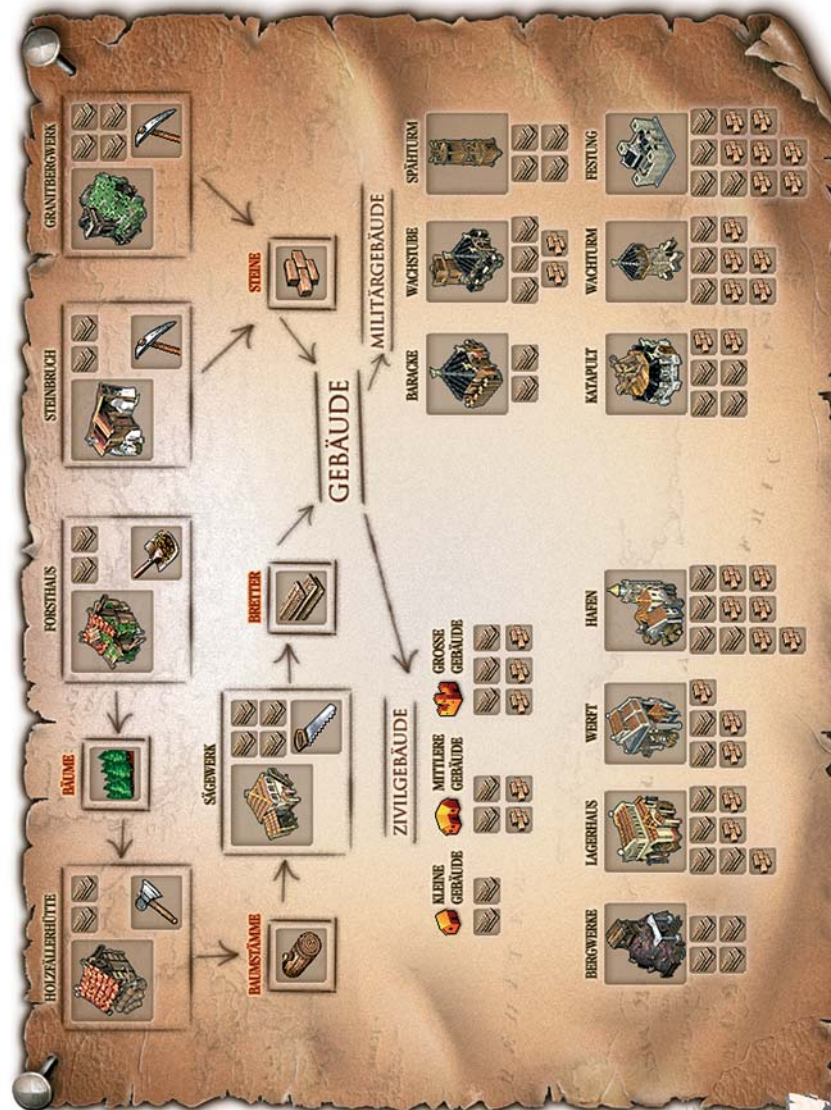 HOLZFÄLLERHÜTTE
BÄUME
FORSTHAUS
STEINBRUCH
GRANITBERGWERK
BAUMSTÄMME
SÄGEWERK
BRETTER
STEINE
GEBÄUDE
ZIVILGEBÄUDE
MILITÄRGEBÄUDE
KLEINE
GEBÄUDE
MITTLERE
GEBÄUDE
GROSSE
GEBÄUDE
BARACKE
WACHSTUBE
SPÄHTURM
BERGWERKE
LAGERHAUS
WERFT
HAFEN
KATAPULT
WACHTURM
FESTUNG